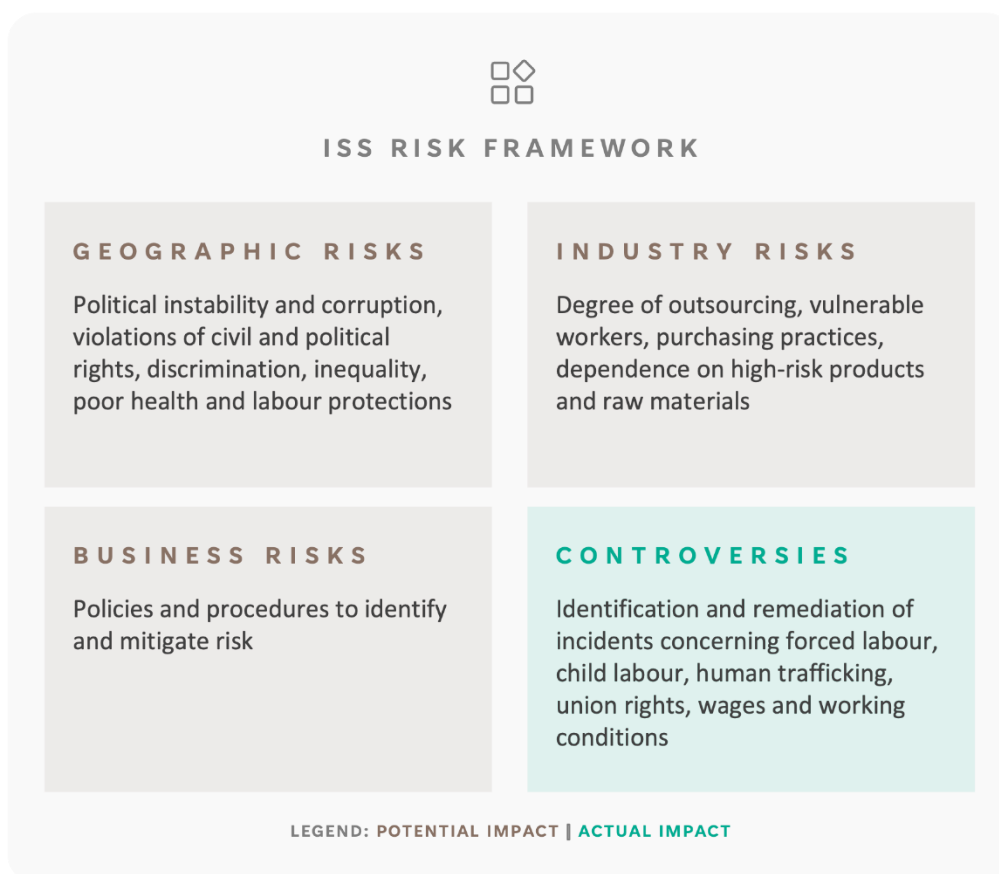 ISS RISK FRAMEWORK
GEOGRAPHIC RISKS
Political instability and corruption,
violations of civil and political
rights, discrimination, inequality,
poor health and labour protections
INDUSTRY RISKS
Degree of outsourcing, vulnerable
workers, purchasing practices,
dependence on high-risk products
and raw materials
BUSINESS RISKS
Policies and procedures to identify
and mitigate risk
CONTROVERSIES
Identification and remediation of
incidents concerning forced labour,
child labour, human trafficking,
union rights, wages and working
conditions
LEGEND: POTENTIAL IMPACT | ACTUAL IMPACT